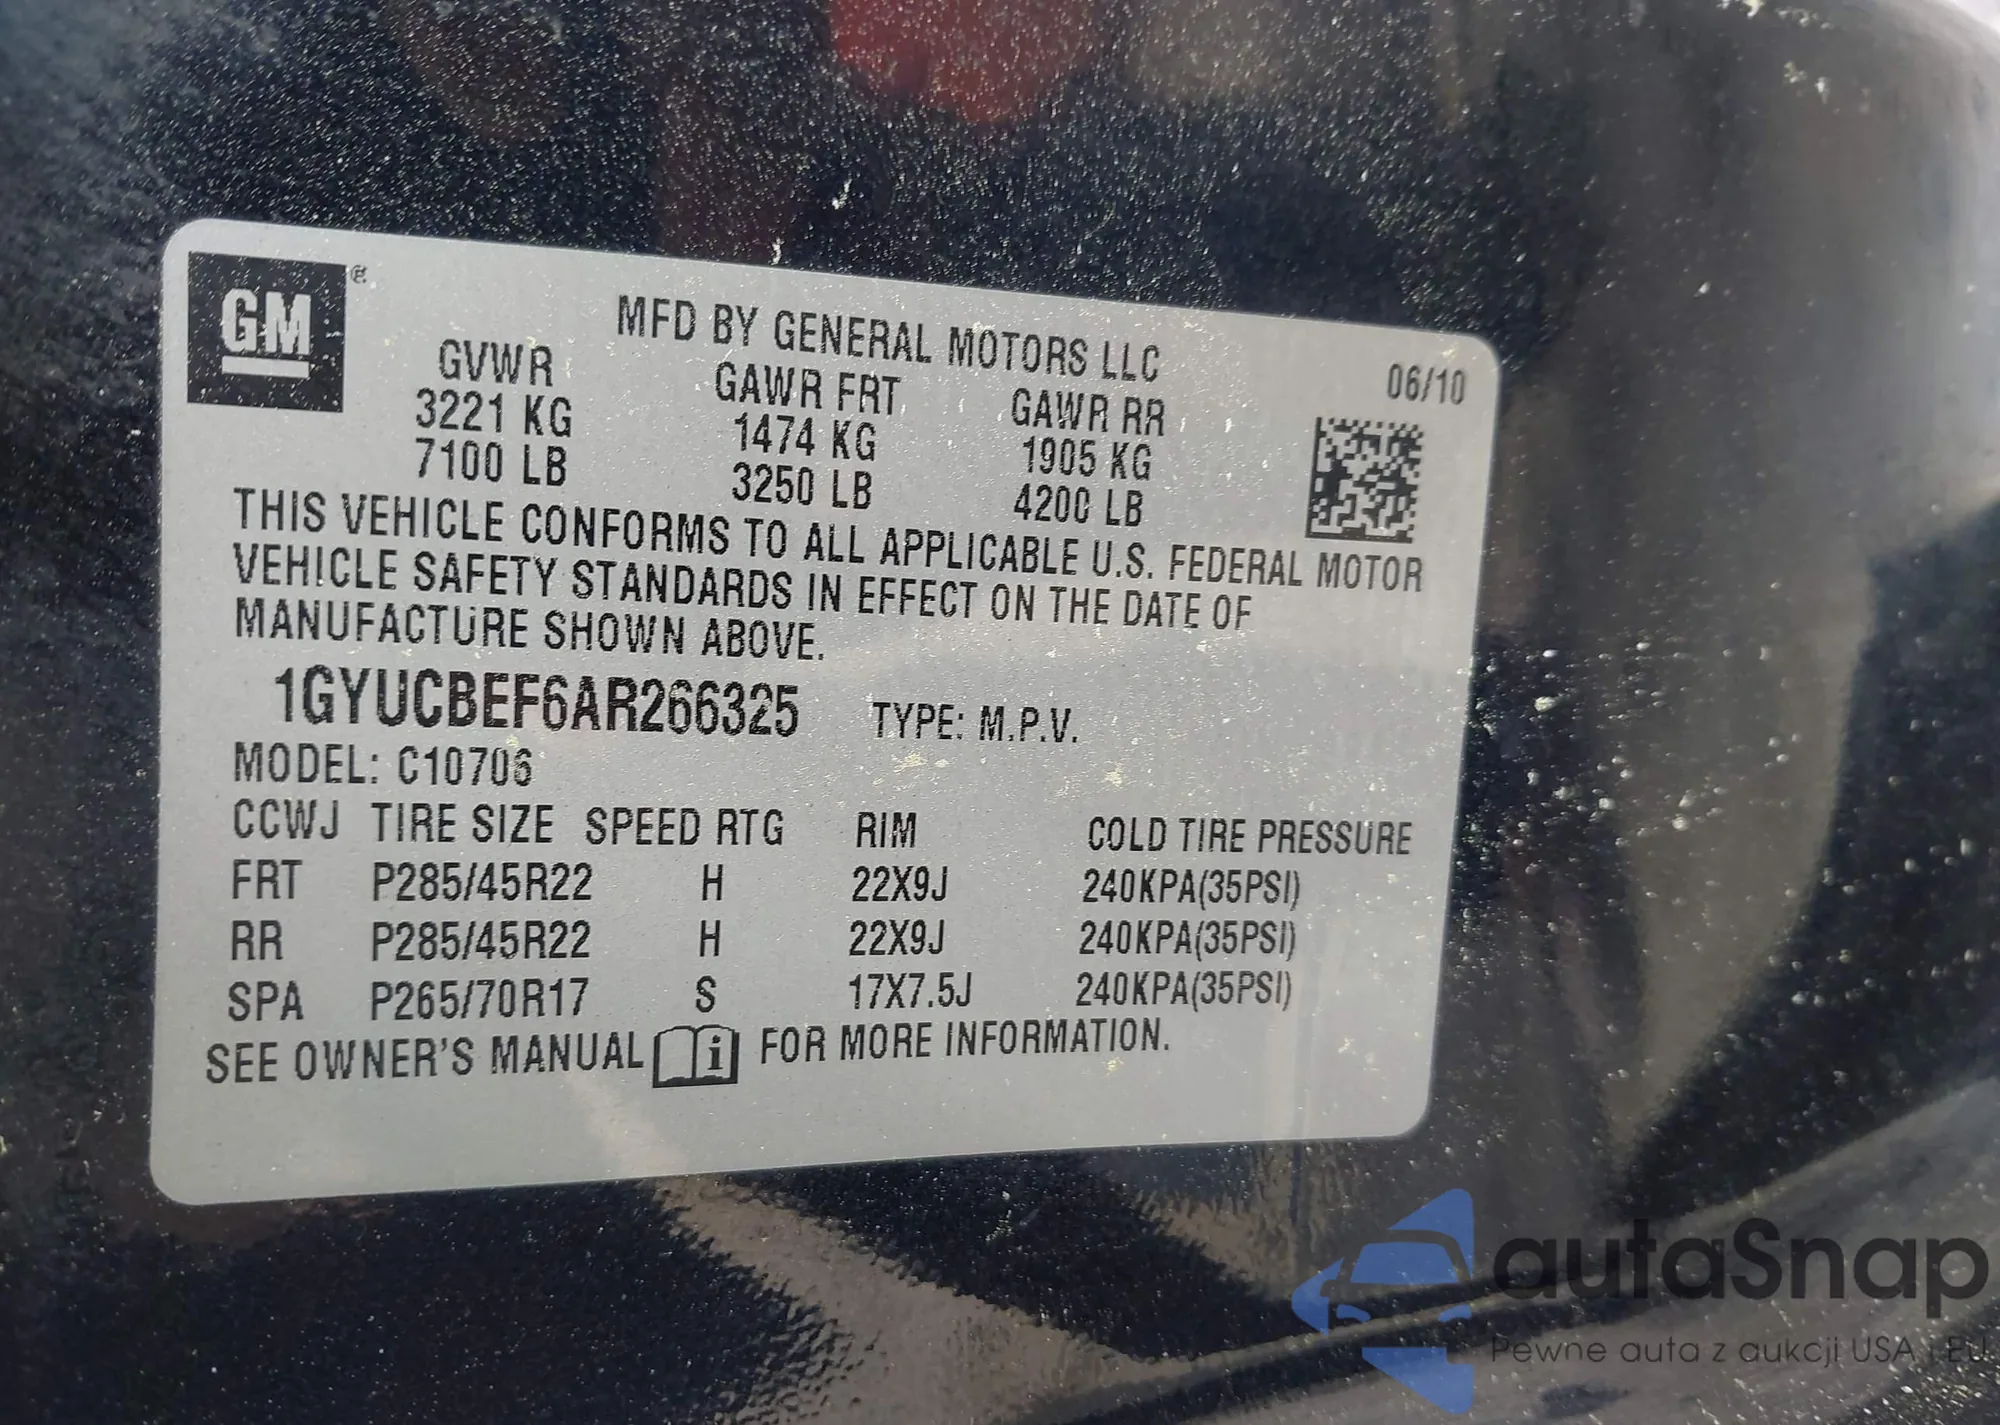 GM®
MFD BY GENERAL MOTORS LLC
06/10
GVWR GAWR FRT GAWR RR
3221 KG 1474 KG 1905 KG
7100 LB 3250 LB 4200 LB
THIS VEHICLE CONFORMS TO ALL APPLICABLE U.S. FEDERAL MOTOR
VEHICLE SAFETY STANDARDS IN EFFECT ON THE DATE OF
MANUFACTURE SHOWN ABOVE.
1GYUCBEF6AR266325 TYPE: M.P.V.
MODEL: C10706
CCWJ TIRE SIZE SPEED RTG RIM COLD TIRE PRESSURE
FRT P285/45R22 H 22X9J 240KPA(35PSI)
RR P285/45R22 H 22X9J 240KPA(35PSI)
SPA P265/70R17 S 17X7.5J 240KPA(35PSI)
SEE OWNER'S MANUAL i FOR MORE INFORMATION.
autaSnap
Pewne auta z aukcji USA i EU